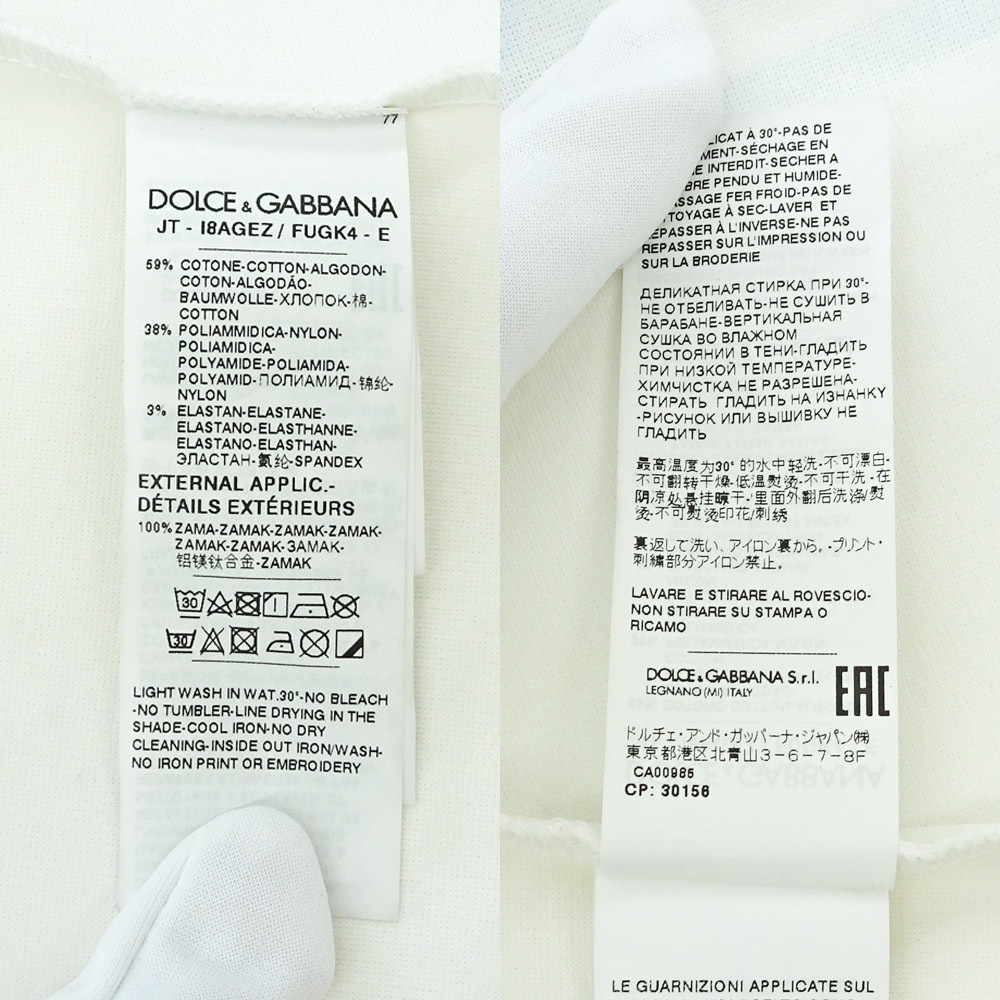 77
DOLCE & GABBANA
JT - I8AGEZ / FUGK4 - E
59% COTONE-COTTON-ALGODON-
COTON-ALGODÃO-
BAUMWOLLE-ХЛОПОК-棉-
COTTON
38% POLIAMMIDICA-NYLON-
POLIAMIDICA-
POLYAMIDE-POLIAMIDA-
POLYAMID-ПОЛИАМИД-锦纶-
NYLON
3% ELASTAN-ELASTANE-
ELASTANO-ELASTHANNE-
ELASTANO-ELASTHAN-
ЭЛАСТАН-氨纶-SPANDEX
EXTERNAL APPLIC.-
DÉTAILS EXTÉRIEURS
100% ZAMA-ZAMAK-ZAMAK-ZAMAK-
ZAMAK-ZAMAK-ЗАМАК-
铝镁钛合金-ZAMAK
30
30
LIGHT WASH IN WAT.30°-NO BLEACH
-NO TUMBLER-LINE DRYING IN THE
SHADE-COOL IRON-NO DRY
CLEANING-INSIDE OUT IRON/WASH-
NO IRON PRINT OR EMBROIDERY
À 30°-PAS DE
EN
INTERDIT-SECHER A
PENDU ET HUMIDE-
FER FROID-PAS DE
À SEC-LAVER ET
REPASSER À L'INVERSE-NE PAS
REPASSER SUR L'IMPRESSION OU
SUR LA BRODERIE
ДЕЛИКАТНАЯ СТИРКА ПРИ 30°-
НЕ ОТБЕЛИВАТЬ-НЕ СУШИТЬ В
БАРАБАНЕ-ВЕРТИКАЛЬНАЯ
СУШКА ВО ВЛАЖНОМ
СОСТОЯНИИ В ТЕНИ-ГЛАДИТЬ
ПРИ НИЗКОЙ ТЕМПЕРАТУРЕ-
ХИМЧИСТКА НЕ РАЗРЕШЕНА-
СТИРАТЬ ГЛАДИТЬ НА ИЗНАНКУ
-РИСУНОК ИЛИ ВЫШИВКУ НЕ
ГЛАДИТЬ
最高温度为30° 的水中轻洗-不可漂白-
不可翻转干燥-低温熨烫-不可干洗-在
阴凉处悬挂晾干-里面外翻后洗涤/熨
烫-不可熨烫印花/刺绣
裏返して洗い、アイロン裏から。-プリント・
刺繍部分アイロン禁止。
LAVARE E STIRARE AL ROVESCIO-
NON STIRARE SU STAMPA O
RICAMO
DOLCE & GABBANA S.r.l.
LEGNANO (MI) ITALY
EAC
ドルチェ・アンド・ガッバーナ・ジャパン㈱
東京都港区北青山3-6-7-8F
CA00985
CP: 30156
LE GUARNIZIONI APPLICATE SUL